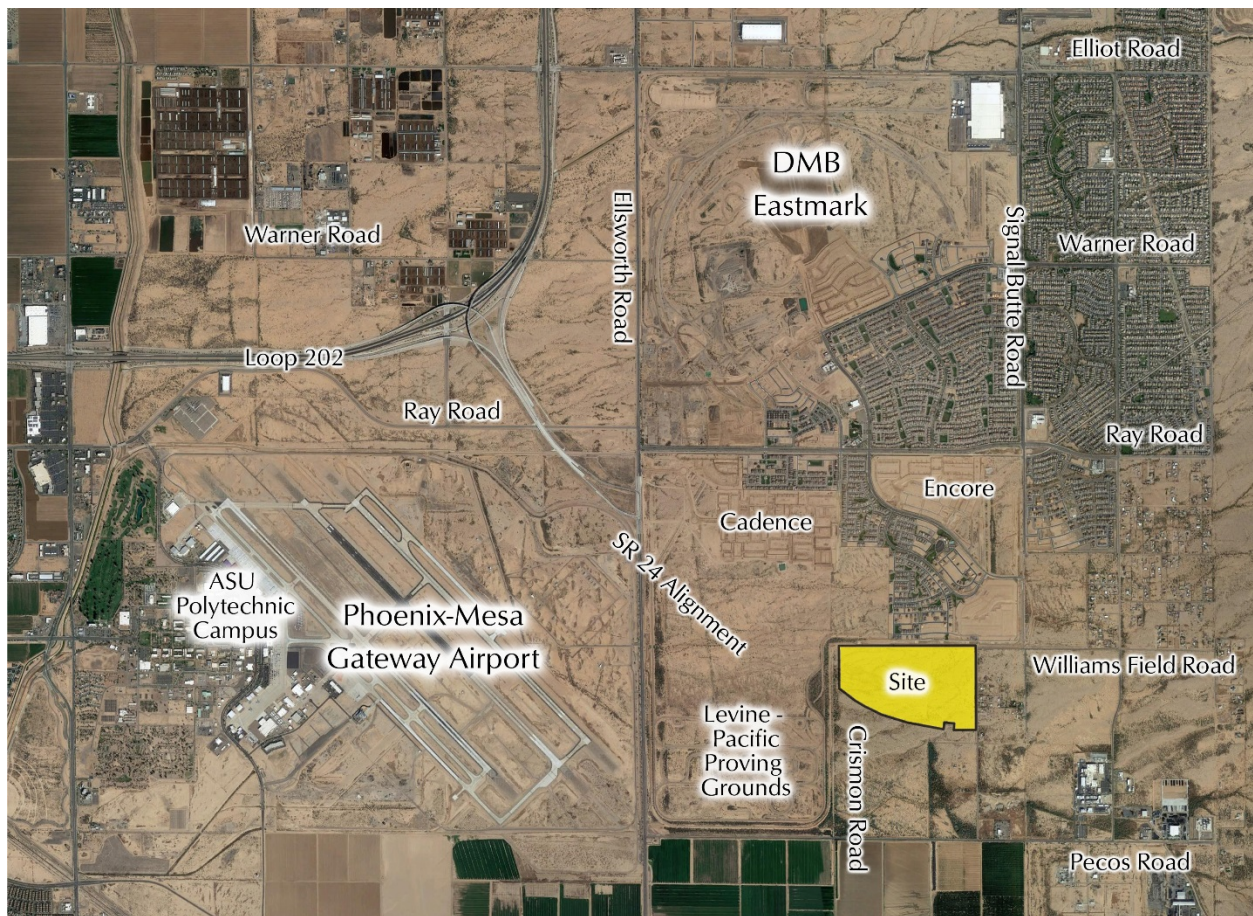 Elliot Road
DMB
Eastmark
Ellsworth Road
Signal Butte Road
Warner Road
Warner Road
Loop 202
Ray Road
Ray Road
Encore
Cadence
SR 24 Alignment
ASU
Polytechnic
Campus
Phoenix-Mesa
Gateway Airport
Site
Williams Field Road
Levine -
Pacific
Proving
Grounds
Crismon Road
Pecos Road